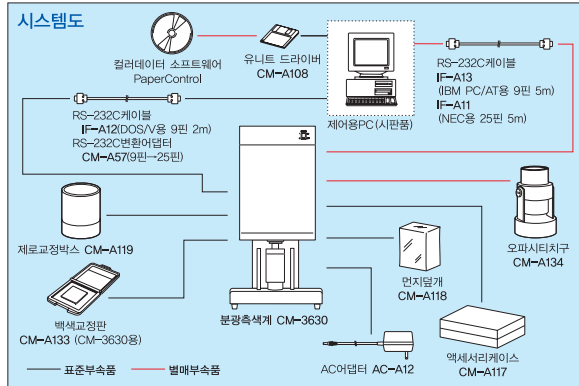 시스템도
컬러데이터 소프트웨어
PaperControl
유니트 드라이버
CM-A108
제어용PC(시판품)
RS-232C케이블
IF-A13
(IBM PC/AT용 9핀 5m)
IF-A11
(NEC용 25핀 5m)
RS-232C케이블
IF-A12(DOS/V용 9핀 2m)
RS-232C변환어댑터
CM-A57(9핀→25핀)
제로교정박스 CM-A119
백색교정판
CM-A133 (CM-3630용)
분광측색계 CM-3630
먼지덮개
CM-A118
오파시티치구
CM-A134
AC어댑터 AC-A12
액세서리케이스
CM-A117
표준부속품
별매부속품